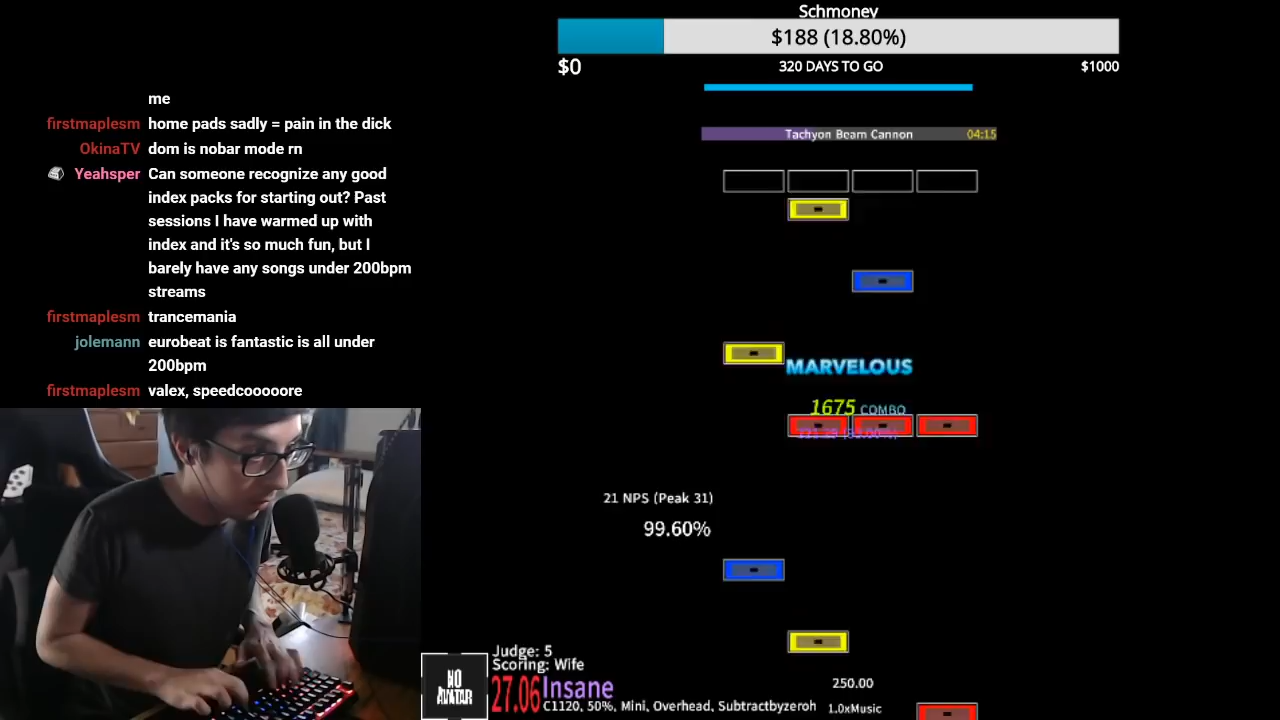 Schmoney
$188 (18.80%)
$0
320 DAYS TO GO
$1000
me
firstmaplesm home pads sadly = pain in the dick
OkinaTV dom is nobar mode rn
Yeahsper Can someone recognize any good
index packs for starting out? Past
sessions I have warmed up with
index and it's so much fun, but I
barely have any songs under 200bpm
streams
firstmaplesm trancemania
jolemann eurobeat is fantastic is all under
200bpm
firstmaplesm valex, speedcooooore
Tachyon Beam Cannon 04:15
MARVELOUS
1675 COMBO
21 NPS (Peak 31)
99.60%
NO
AVATAR
Judge: 5
Scoring: Wife
27.06 Insane
C1120, 50%, Mini, Overhead, Subtractbyzeroh
250.00
1.0xMusic